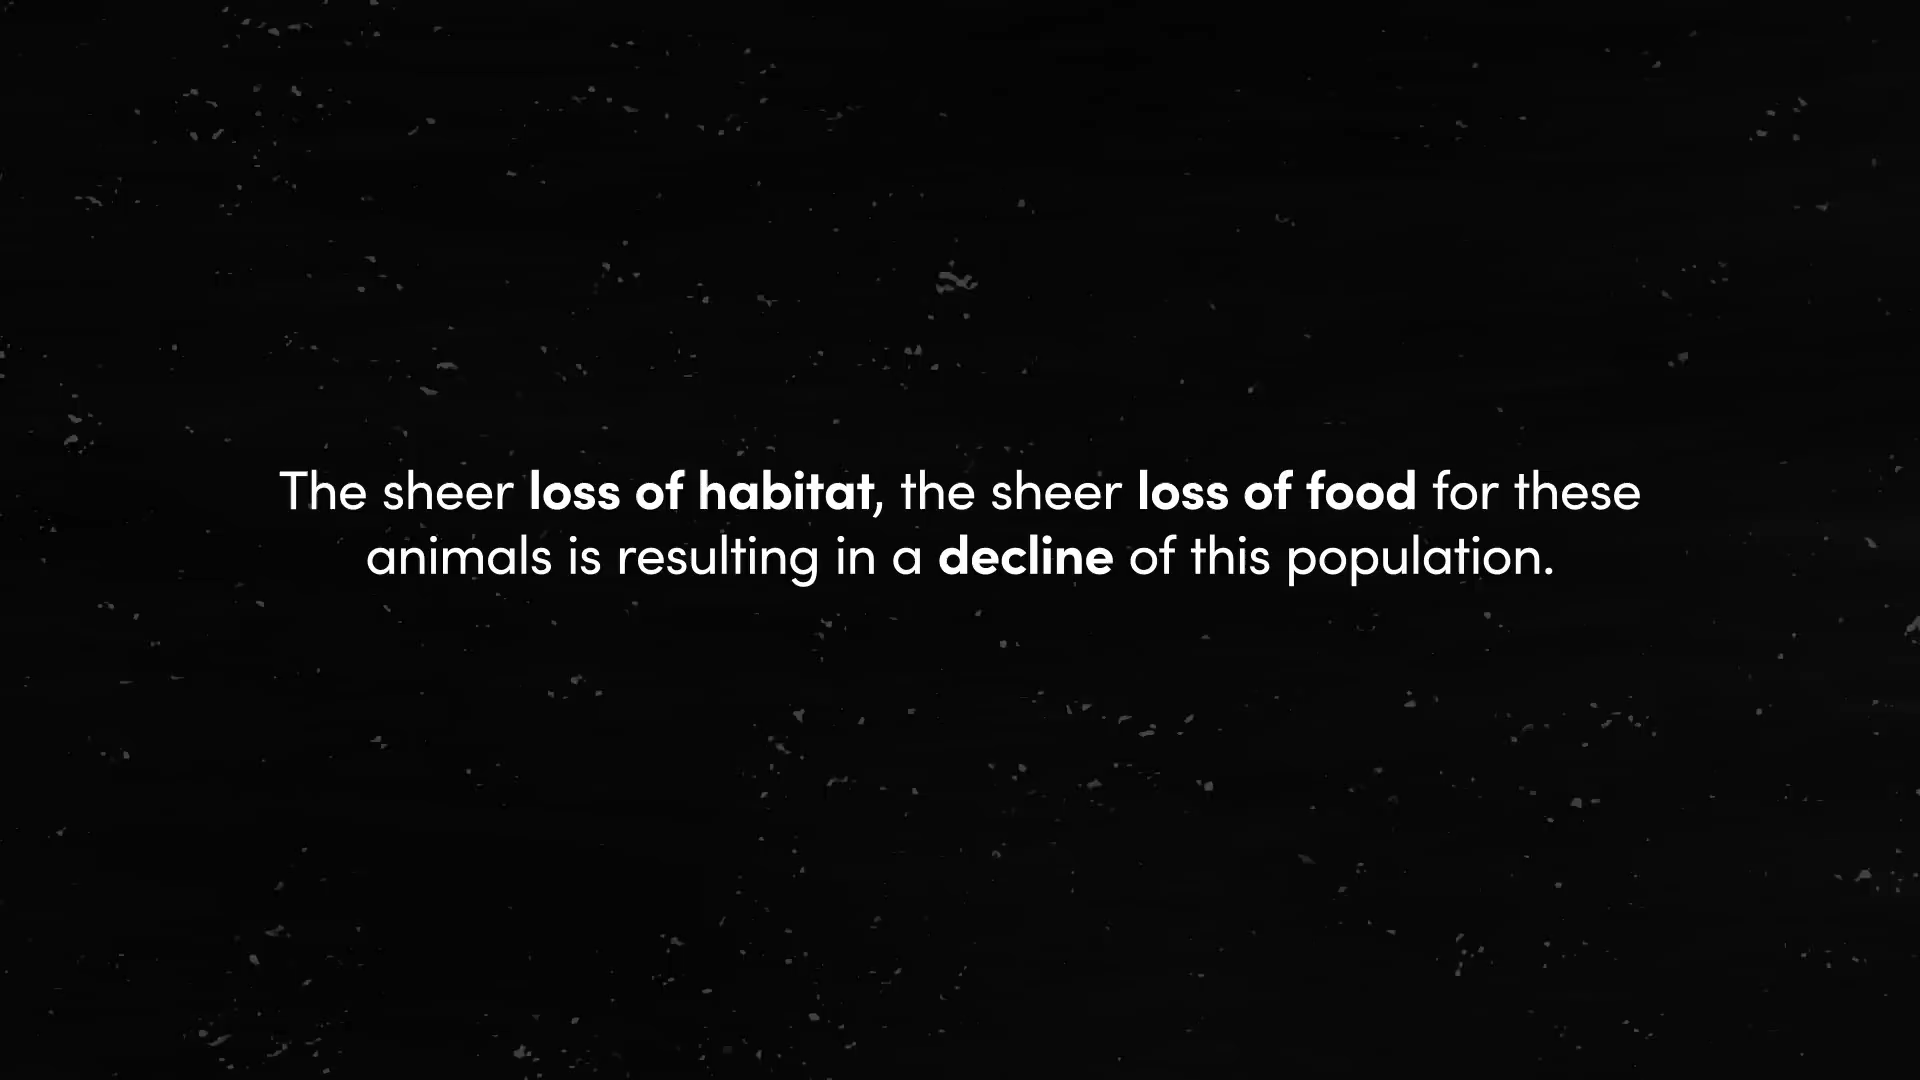 The sheer loss of habitat, the sheer loss of food for these
animals is resulting in a decline of this population.